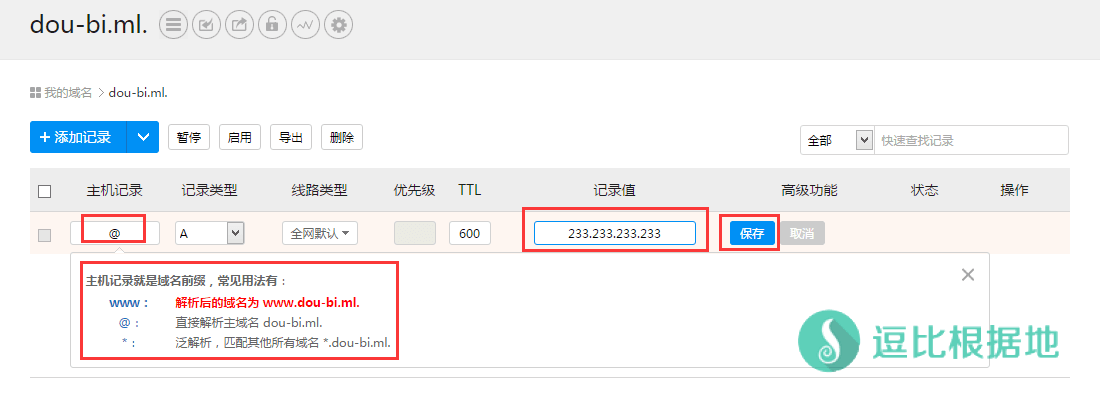 dou-bi.ml.
我的域名 > dou-bi.ml.
+ 添加记录 暂停 启用 导出 删除 全部 快速查找记录
主机记录 记录类型 线路类型 优先级 TTL 记录值 高级功能 状态 操作
@ A 全网默认 600 233.233.233.233 保存 取消
主机记录就是域名前缀，常见用法有：
www： 解析后的域名为 www.dou-bi.ml.
@： 直接解析主域名 dou-bi.ml.
*： 泛解析，匹配其他所有域名 *.dou-bi.ml.
逗比根据地